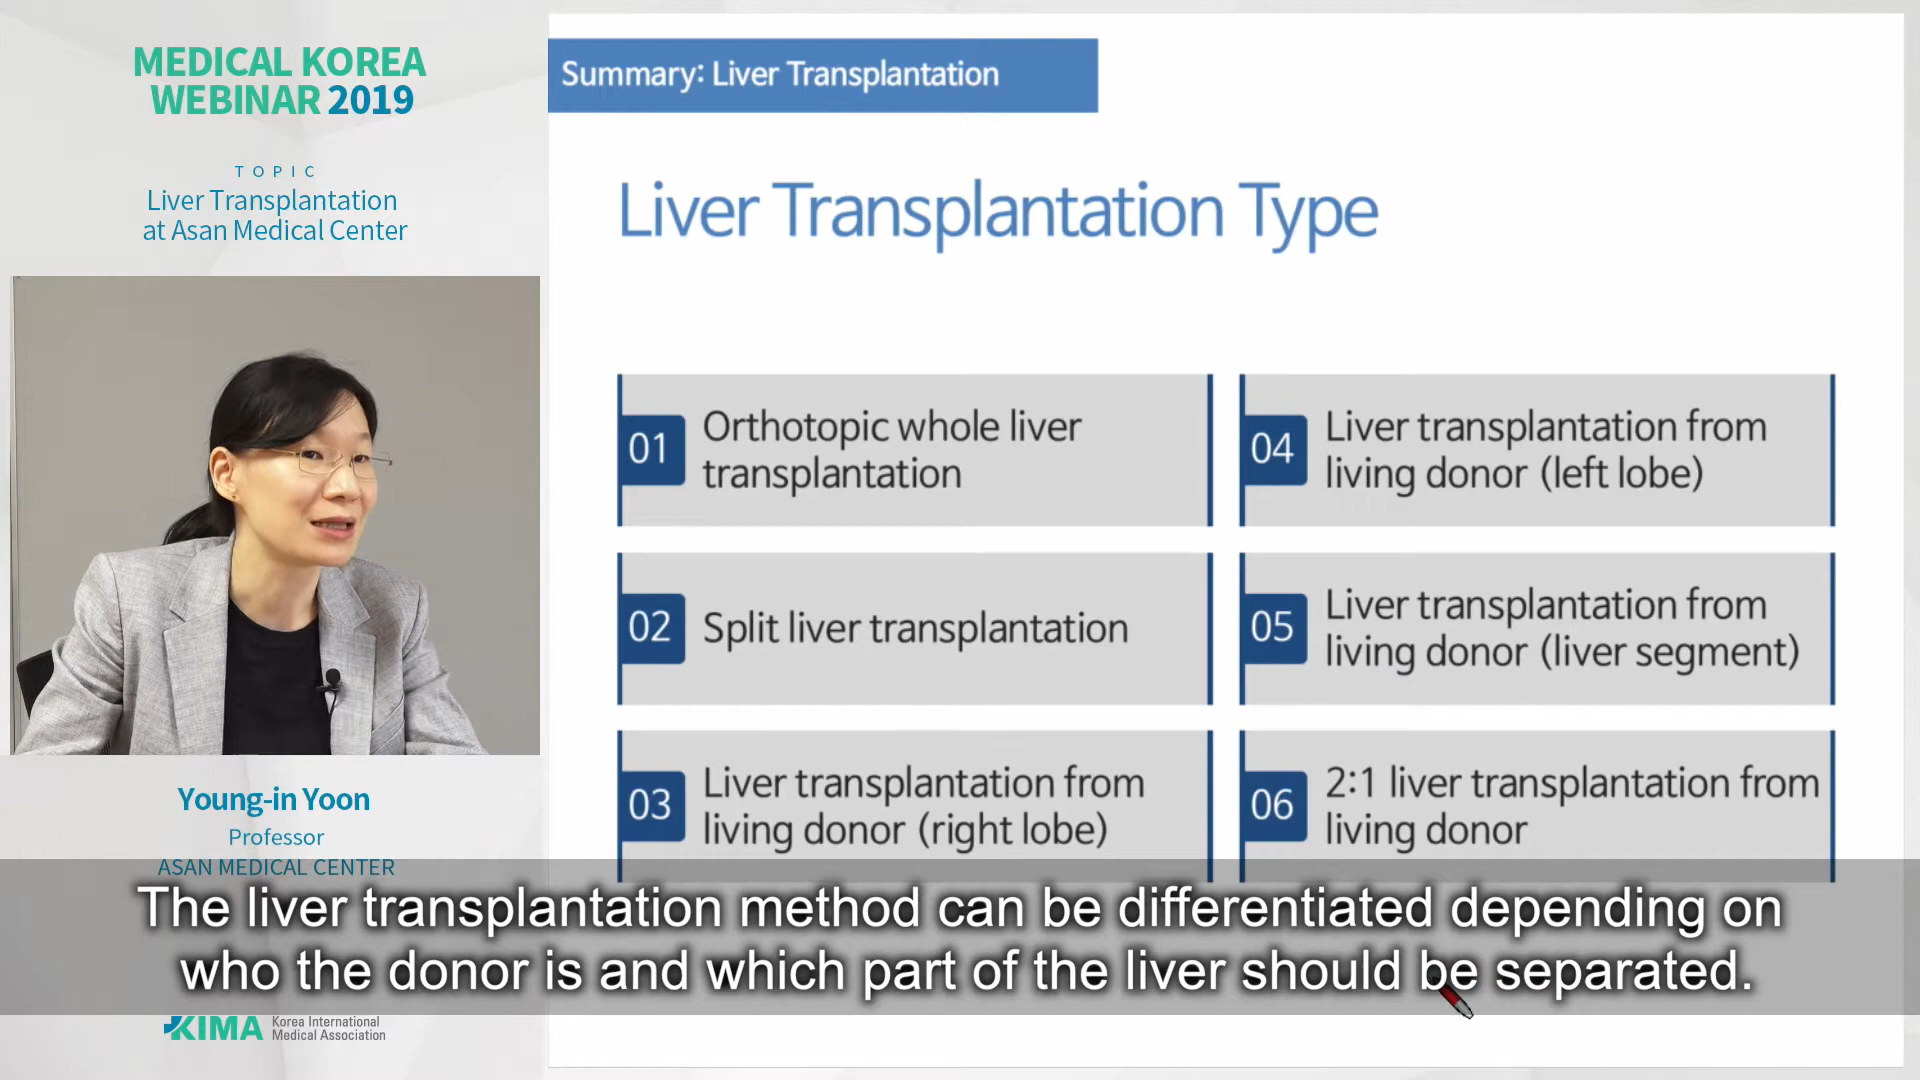 MEDICAL KOREA
WEBINAR 2019
TOPIC
Liver Transplantation
at Asan Medical Center
Young-in Yoon
Professor
ASAN MEDICAL CENTER
Summary: Liver Transplantation
Liver Transplantation Type
01
Orthotopic whole liver
transplantation
02
Split liver transplantation
03
Liver transplantation from
living donor (right lobe)
04
Liver transplantation from
living donor (left lobe)
05
Liver transplantation from
living donor (liver segment)
06
2:1 liver transplantation from
living donor
The liver transplantation method can be differentiated depending on
who the donor is and which part of the liver should be separated.
KIMA
Korea International
Medical Association